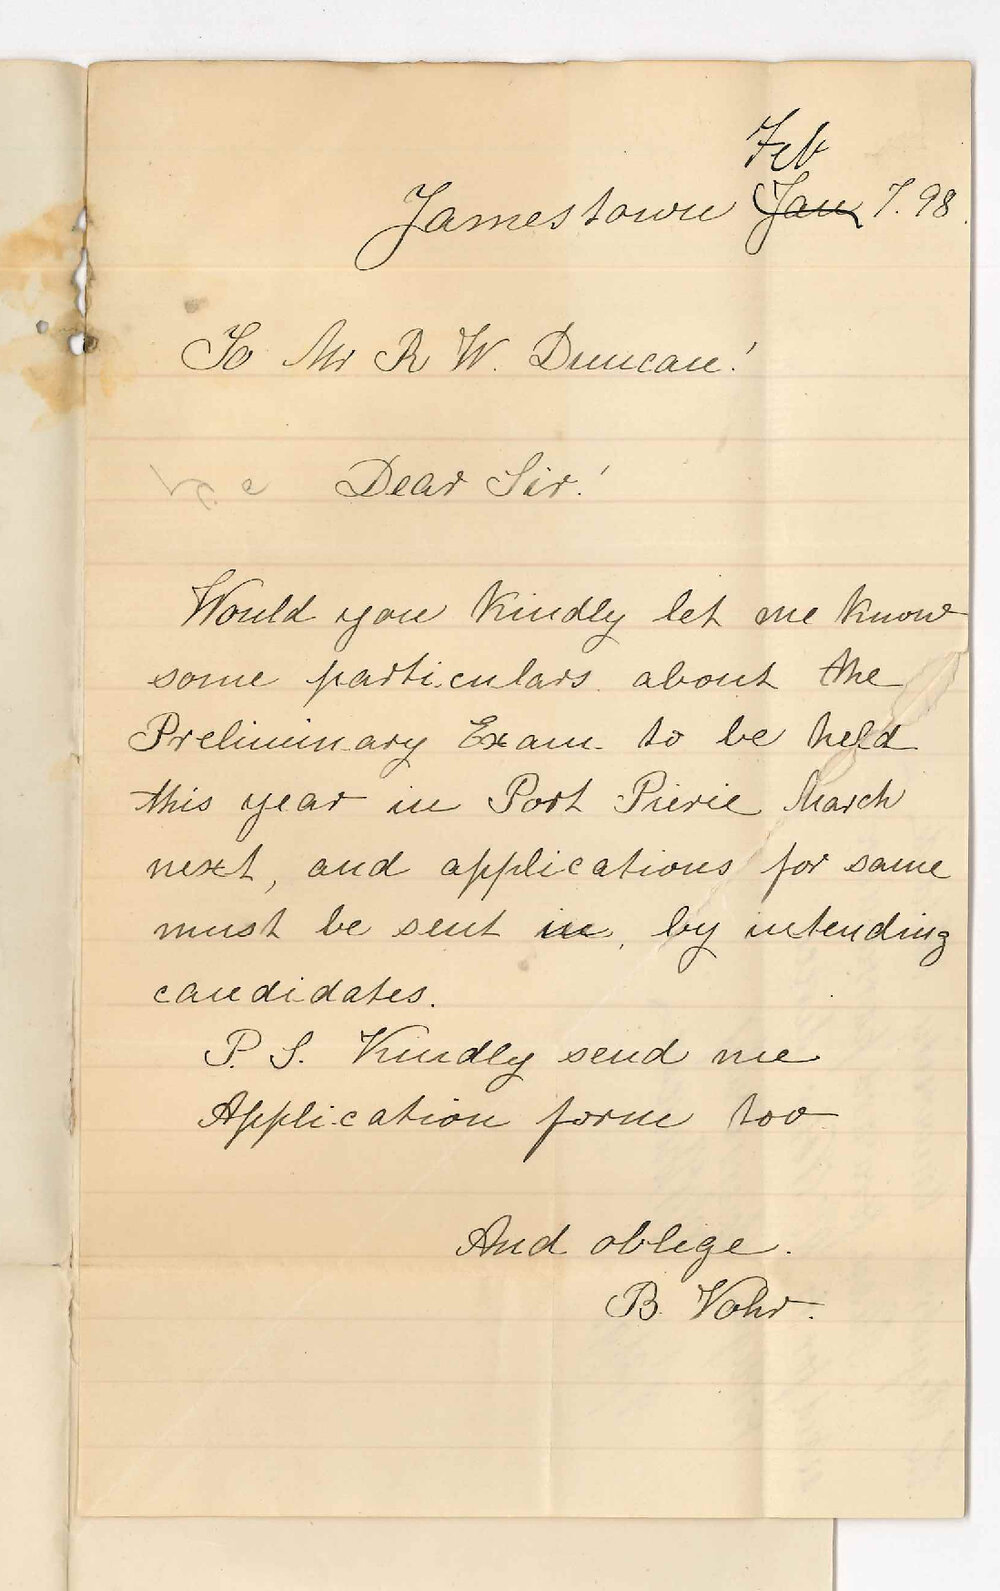 Feb
Jamestown Jan 7. 98.
To Mr R W. Duncan!
Dear Sir!
Would you kindly let me know
some particulars about the
Preliminary Exam to be held
this year in Port Pierie March
next, and applications for same
must be sent in, by intending
candidates.
P. S. Kindly send me
Application form too
And oblige.
B. Vohr.